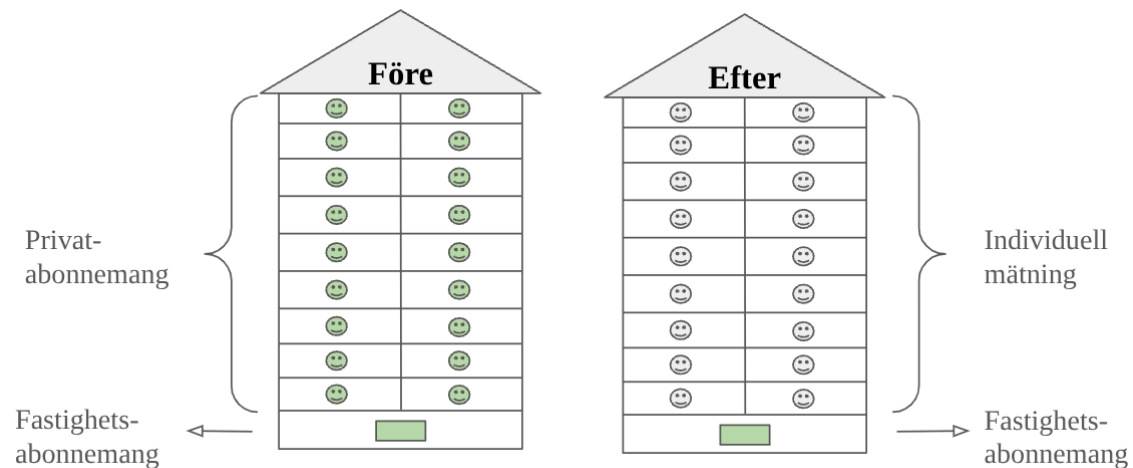 Före
Efter
Privat-
abonnemang
Individuell
mätning
Fastighets-
abonnemang
Fastighets-
abonnemang